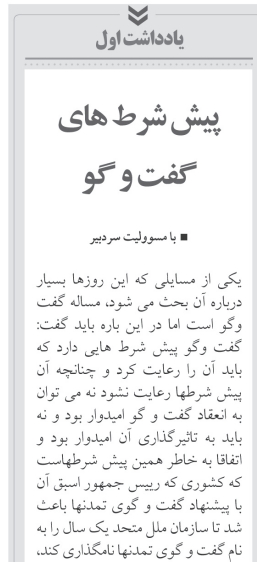 یادداشت اول
پیش شرط های
گفت و گو
■ با مسوولیت سردبیر
یکی از مسایلی که این روزها بسیار
درباره آن بحث می شود، مساله گفت
وگو است اما در این باره باید گفت:
گفت وگو پیش شرط هایی دارد که
باید آن را رعایت کرد و چنانچه آن
پیش شرطها رعایت نشود نه می توان
به انعقاد گفت و گو امیدوار بود و نه
باید به تاثیرگذاری آن امیدوار بود و
اتفاقا به خاطر همین پیش شرطهاست
که کشوری که رییس جمهور اسبق آن
با پیشنهاد گفت و گوی تمدنها باعث
شد تا سازمان ملل متحد یک سال را به
نام گفت و گوی تمدنها نامگذاری کند،